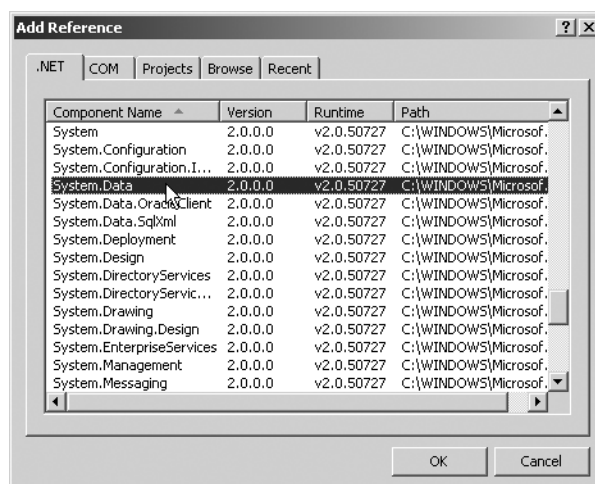 Add Reference
.NET COM Projects Browse Recent
Component Name Version Runtime Path
System 2.0.0.0 v2.0.50727 C:\WINDOWS\Microsof.
System.Configuration 2.0.0.0 v2.0.50727 C:\WINDOWS\Microsof.
System.Configuration.I... 2.0.0.0 v2.0.50727 C:\WINDOWS\Microsof.
System.Data 2.0.0.0 v2.0.50727 C:\WINDOWS\Microsof.
System.Data.OracleClient 2.0.0.0 v2.0.50727 C:\WINDOWS\Microsof.
System.Data.SqlXml 2.0.0.0 v2.0.50727 C:\WINDOWS\Microsof.
System.Deployment 2.0.0.0 v2.0.50727 C:\WINDOWS\Microsof.
System.Design 2.0.0.0 v2.0.50727 C:\WINDOWS\Microsof.
System.DirectoryServices 2.0.0.0 v2.0.50727 C:\WINDOWS\Microsof.
System.DirectoryServic... 2.0.0.0 v2.0.50727 C:\WINDOWS\Microsof.
System.Drawing 2.0.0.0 v2.0.50727 C:\WINDOWS\Microsof.
System.Drawing.Design 2.0.0.0 v2.0.50727 C:\WINDOWS\Microsof.
System.EnterpriseServices 2.0.0.0 v2.0.50727 C:\WINDOWS\Microsof.
System.Management 2.0.0.0 v2.0.50727 C:\WINDOWS\Microsof.
System.Messaging 2.0.0.0 v2.0.50727 C:\WINDOWS\Microsof.
OK Cancel